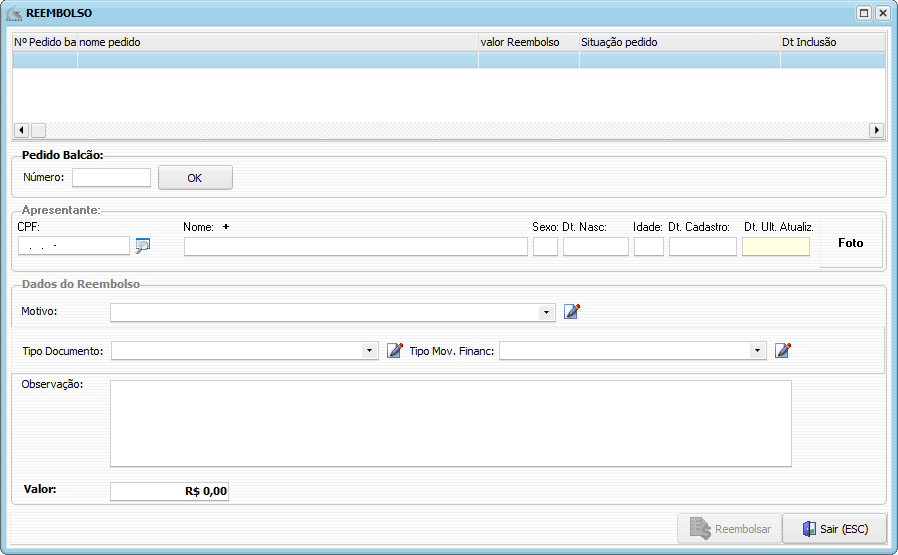 REEMBOLSO
Nº Pedido ba nome pedido valor Reembolso Situação pedido Dt Inclusão
Pedido Balcão:
Número: OK
Apresentante:
CPF: Nome: + Sexo: Dt. Nasc: Idade: Dt. Cadastro: Dt. Ult. Atualiz.
. . - Foto
Dados do Reembolso
Motivo:
Tipo Documento: Tipo Mov. Financ:
Observação:
Valor: R$ 0,00
Reembolsar Sair (ESC)